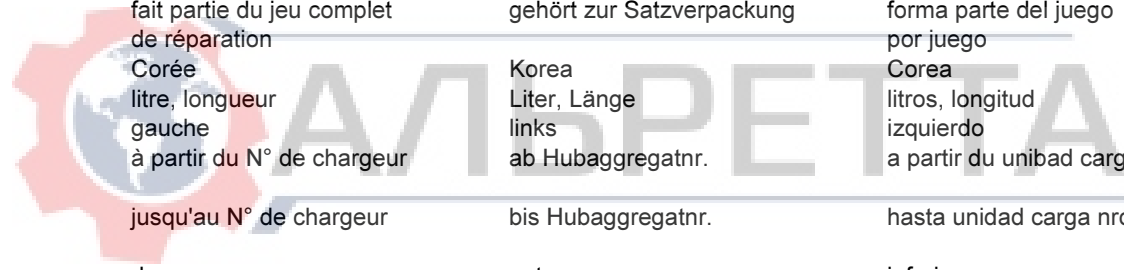 fait partie du jeu complet gehört zur Satzverpackung forma parte del juego
de réparation por juego
Corée Korea Corea
litre, longueur Liter, Länge litros, longitud
gauche links izquierdo
à partir du N° de chargeur ab Hubaggregatnr. a partir du unibad carg
АЛЬРЕТТА
jusqu'au N° de chargeur bis Hubaggregatnr. hasta unidad carga nr